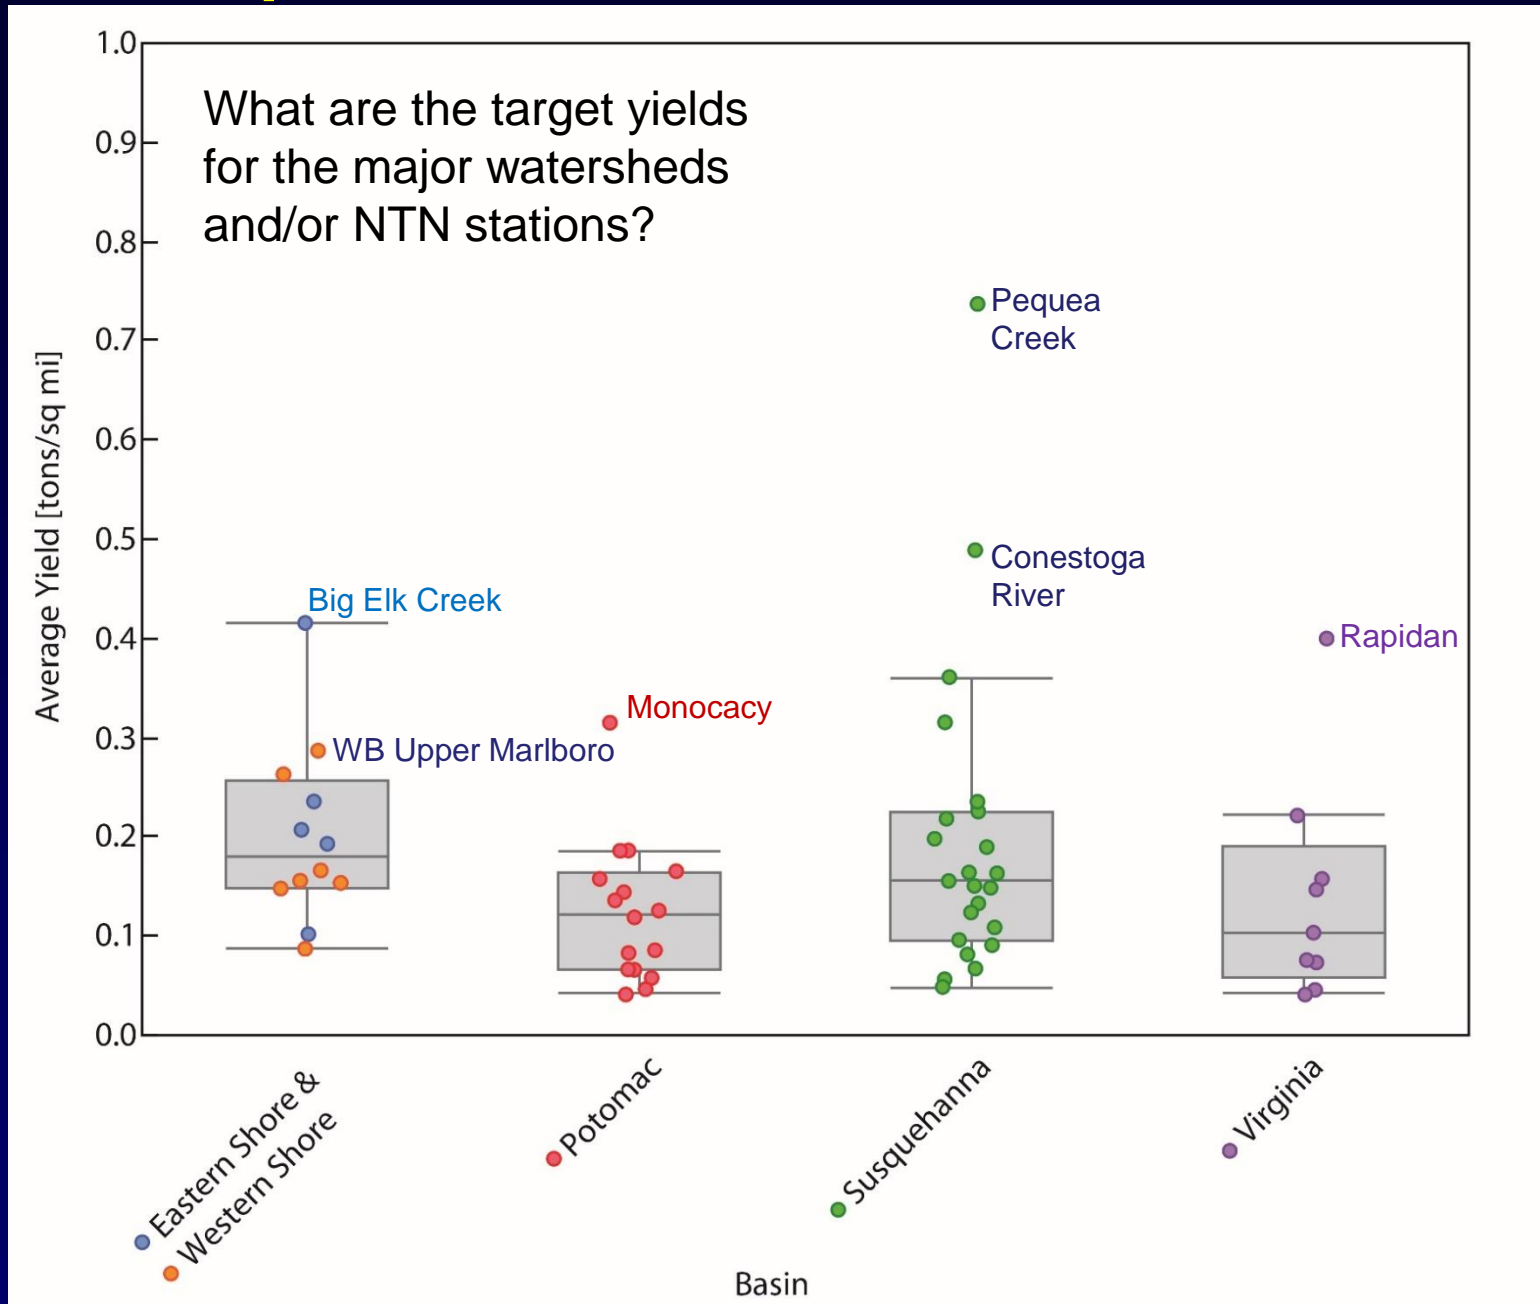 1.0
What are the target yields
for the major watersheds
and/or NTN stations?
0.9
0.8
0.7
0.6
0.5
0.4
0.3
0.2
0.1
0.0
Average Yield [tons/sq mi]
Pequea
Creek
Conestoga
River
Big Elk Creek
Rapidan
Monocacy
WB Upper Marlboro
Eastern Shore &
Western Shore
Potomac
Susquehanna
Virginia
Basin